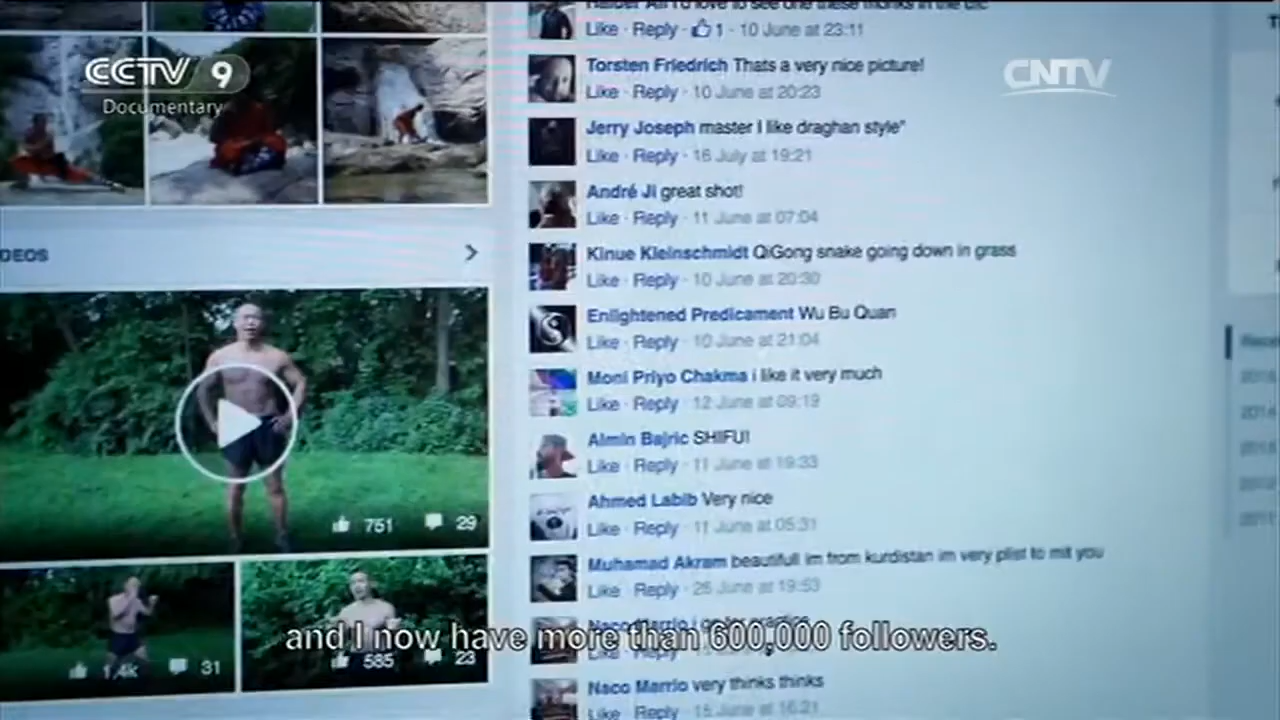 CCTV 9
Documentary
CNTV
DEOS
751
29
1,4k
31
585
23
Like · Reply · 1 · 10 June at 23:11
Torsten Friedrich Thats a very nice picture!
Like · Reply · 10 June at 20:23
Jerry Joseph master I like draghan style"
Like · Reply · 16 July at 19:21
André Ji great shot!
Like · Reply · 11 June at 07:04
Kinue Kleinschmidt QiGong snake going down in grass
Like · Reply · 10 June at 20:30
Enlightened Predicament Wu Bu Quan
Like · Reply · 10 June at 21:04
Moni Priyo Chakma i like it very much
Like · Reply · 12 June at 09:19
Almin Bajric SHIFU!
Like · Reply · 11 June at 19:33
Ahmed Labib Very nice
Like · Reply · 11 June at 05:31
Muhamad Akram beautifull im from kurdistan im very plist to mit you
Like · Reply · 26 June at 19:53
Naco Marrio i
Like · Reply
and I now have more than 600,000 followers.
Naco Marrio very thinks thinks
Like · Reply · 15 June at 16:21